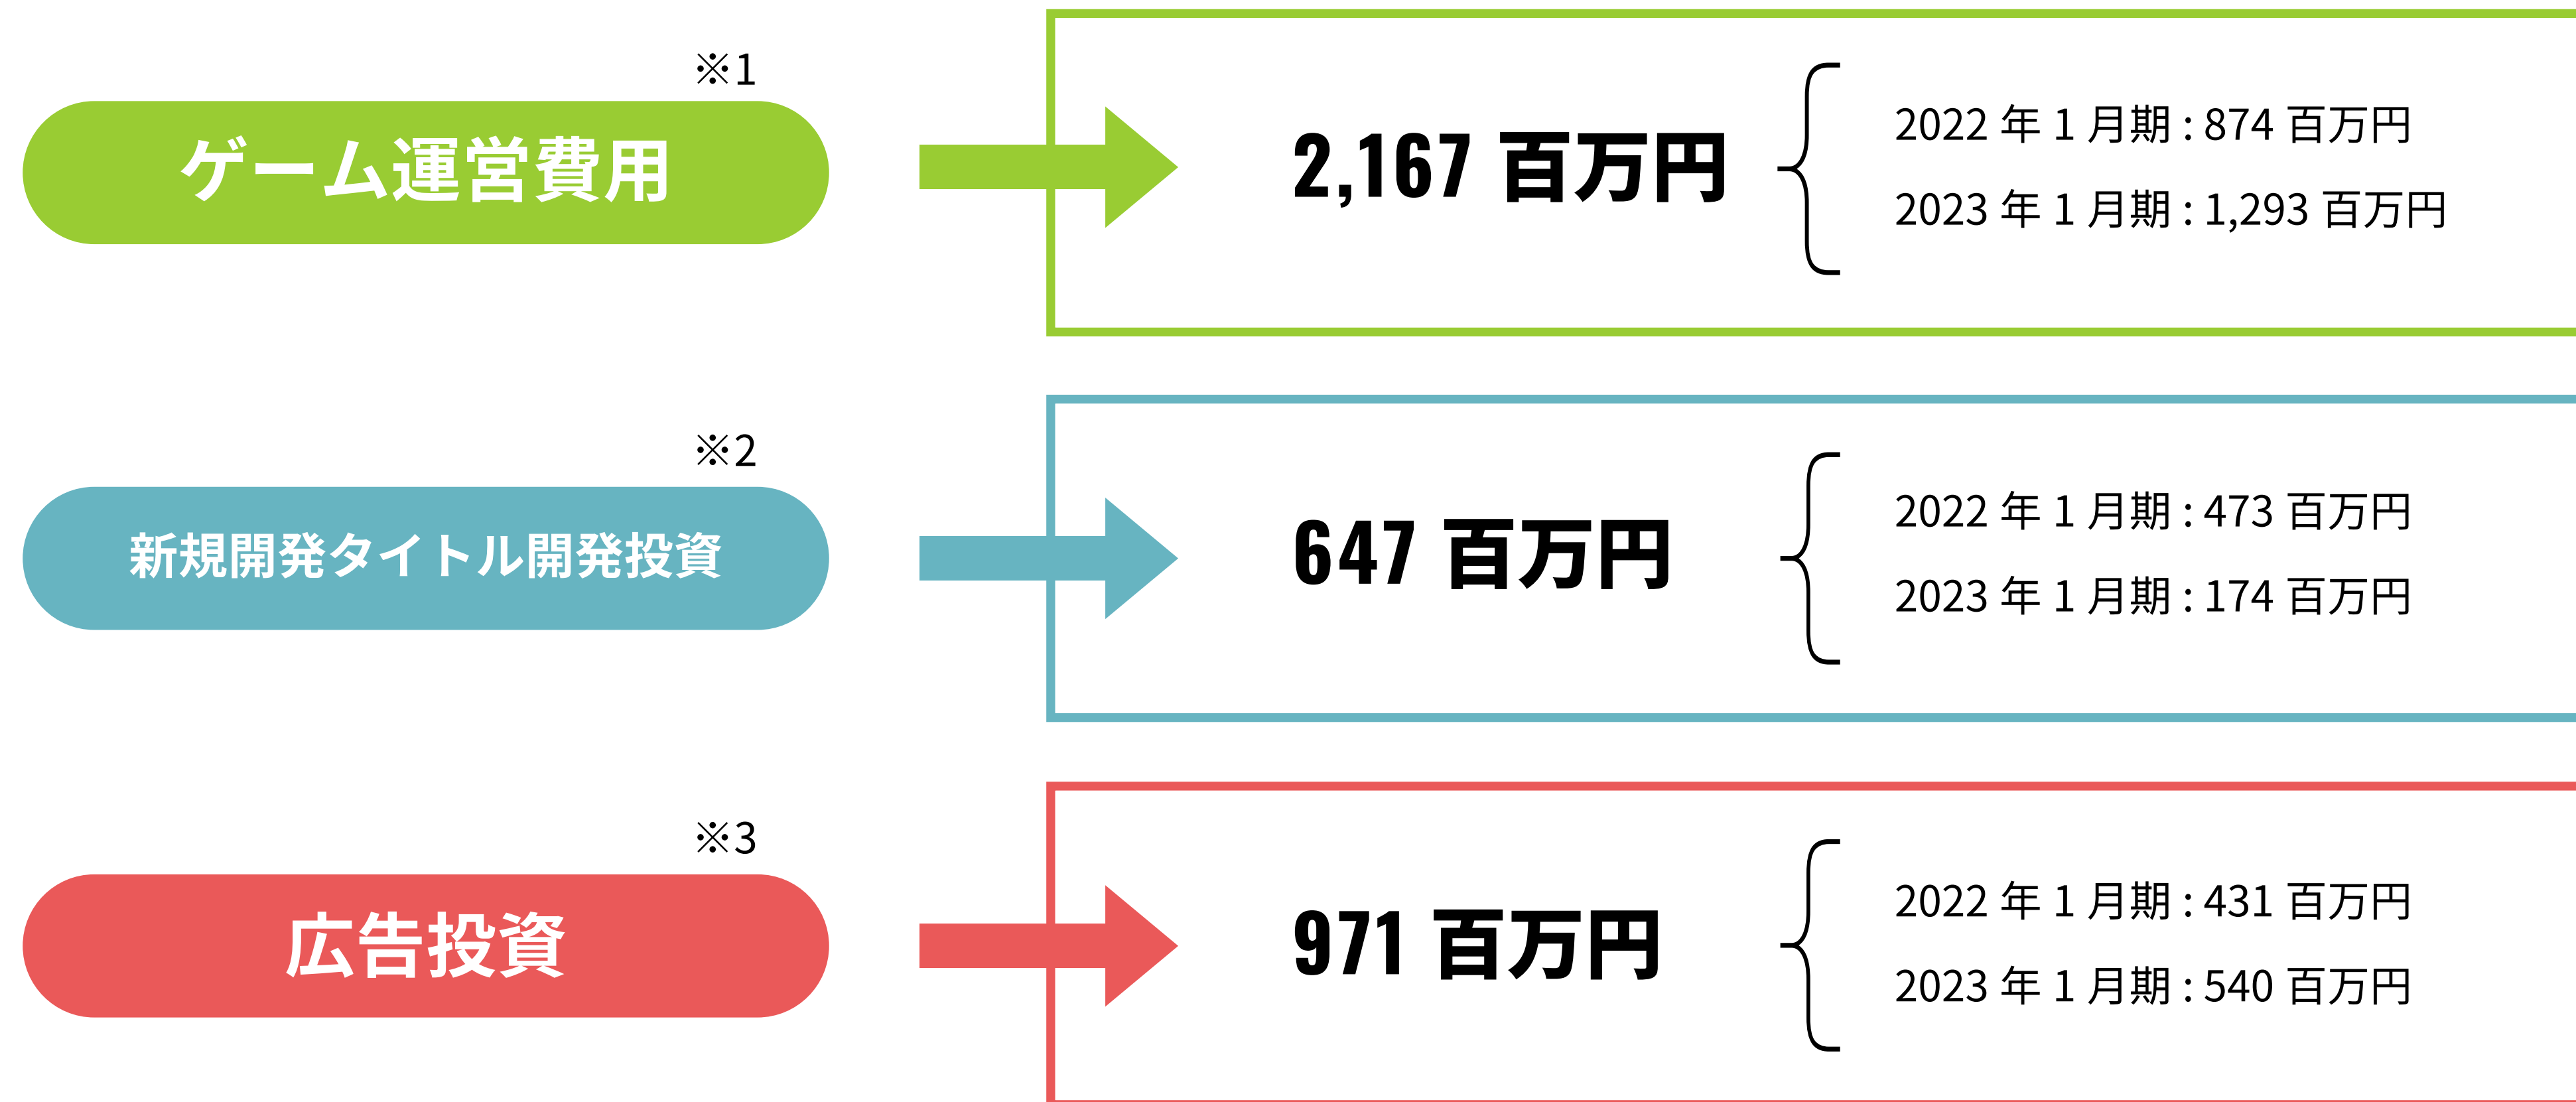 ※1
ゲーム運営費用
2,167 百万円
2022 年 1 月期 : 874 百万円
2023 年 1 月期 : 1,293 百万円
※2
新規開発タイトル開発投資
647 百万円
2022 年 1 月期 : 473 百万円
2023 年 1 月期 : 174 百万円
※3
広告投資
971 百万円
2022 年 1 月期 : 431 百万円
2023 年 1 月期 : 540 百万円